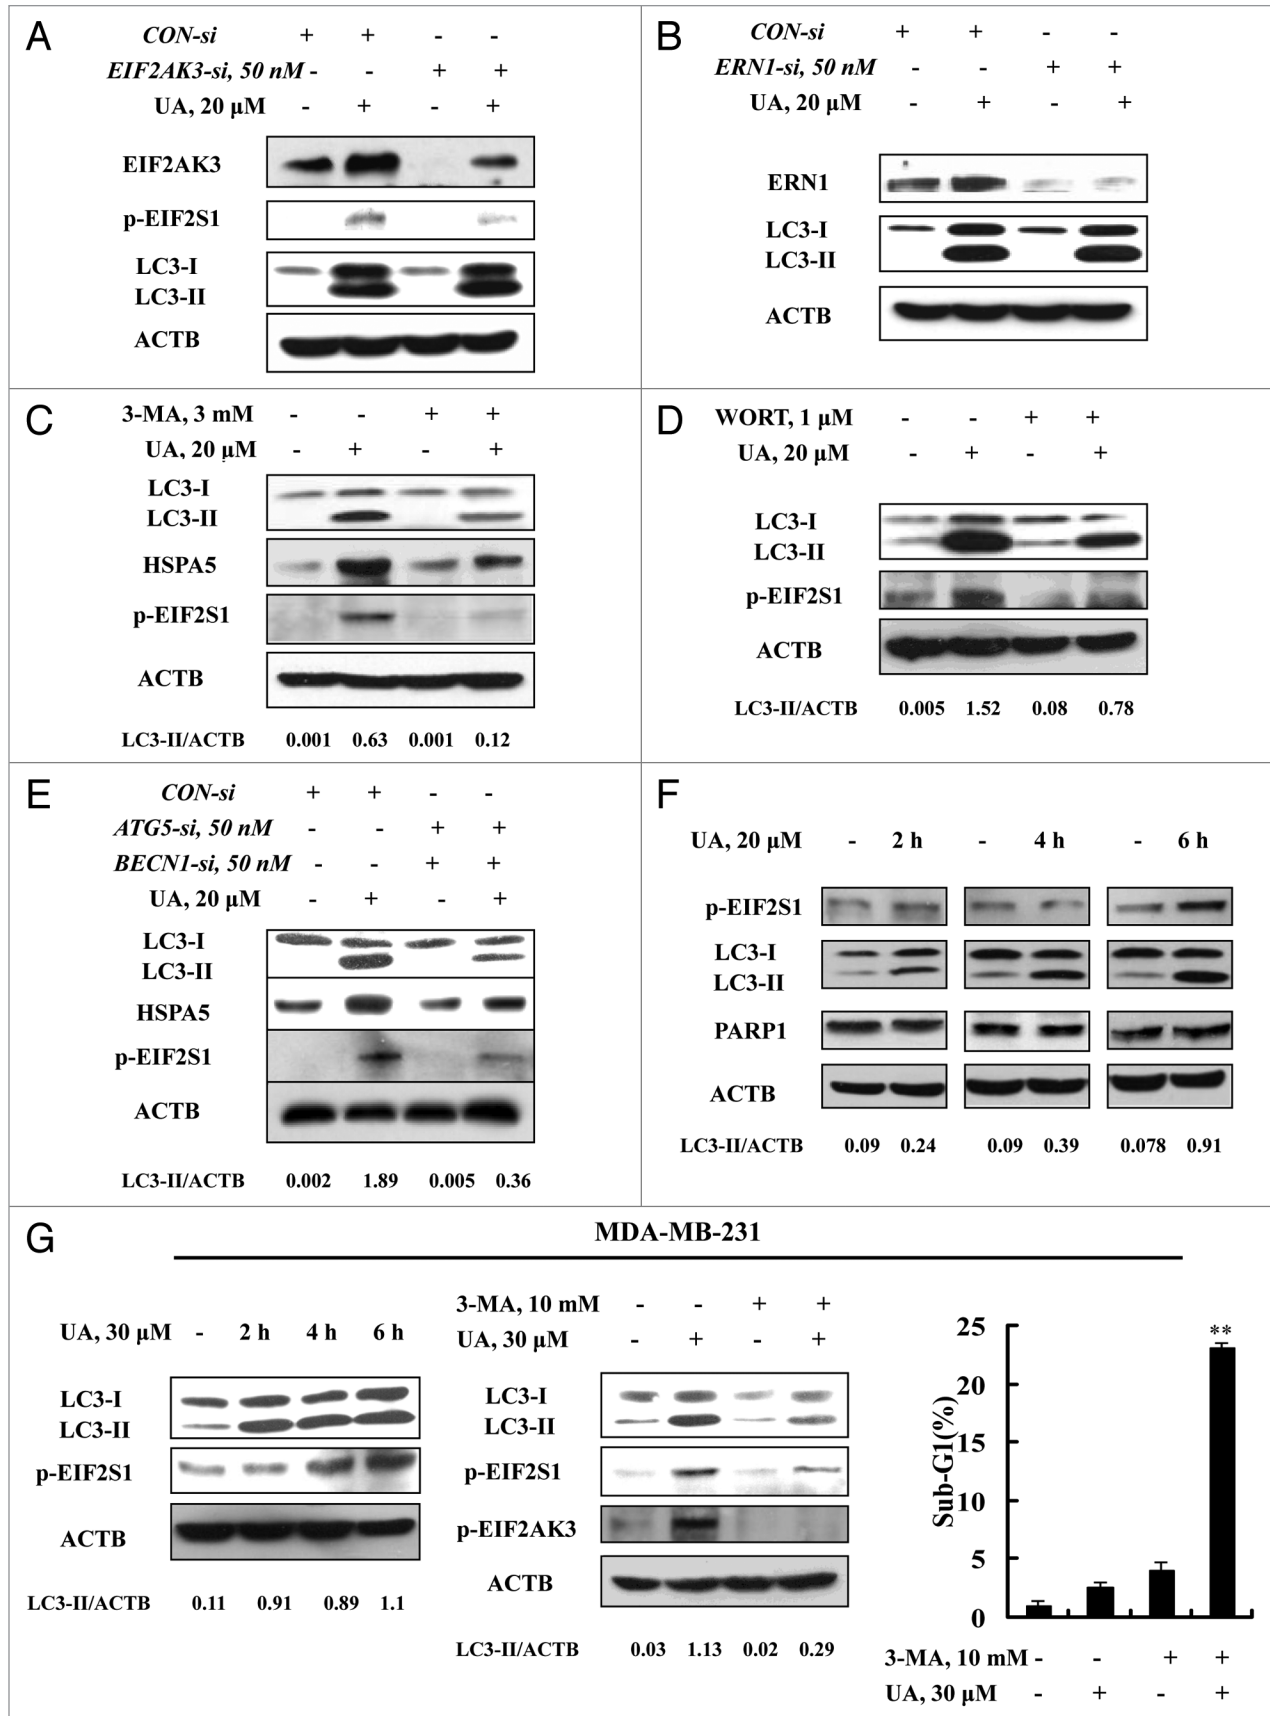 A
CON-si + + - -
EIF2AK3-si, 50 nM - - + +
UA, 20 μM - + - +
EIF2AK3
p-EIF2S1
LC3-I
LC3-II
ACTB
B
CON-si + + - -
ERN1-si, 50 nM - - + +
UA, 20 μM - + - +
ERN1
LC3-I
LC3-II
ACTB
C
3-MA, 3 mM - - + +
UA, 20 μM - + - +
LC3-I
LC3-II
HSPA5
p-EIF2S1
ACTB
LC3-II/ACTB 0.001 0.63 0.001 0.12
D
WORT, 1 μM - - + +
UA, 20 μM - + - +
LC3-I
LC3-II
p-EIF2S1
ACTB
LC3-II/ACTB 0.005 1.52 0.08 0.78
E
CON-si + + - -
ATG5-si, 50 nM - - + +
BECN1-si, 50 nM - - + +
UA, 20 μM - + - +
LC3-I
LC3-II
HSPA5
p-EIF2S1
ACTB
LC3-II/ACTB 0.002 1.89 0.005 0.36
F
UA, 20 μM - 2 h - 4 h - 6 h
p-EIF2S1
LC3-I
LC3-II
PARP1
ACTB
LC3-II/ACTB 0.09 0.24 0.09 0.39 0.078 0.91
G
MDA-MB-231
UA, 30 μM - 2 h 4 h 6 h
LC3-I
LC3-II
p-EIF2S1
ACTB
LC3-II/ACTB 0.11 0.91 0.89 1.1
3-MA, 10 mM - - + +
UA, 30 μM - + - +
LC3-I
LC3-II
p-EIF2S1
p-EIF2AK3
ACTB
LC3-II/ACTB 0.03 1.13 0.02 0.29
Sub-G1(%)
25
20
15
10
5
0
**
3-MA, 10 mM - - + +
UA, 30 μM - + - +